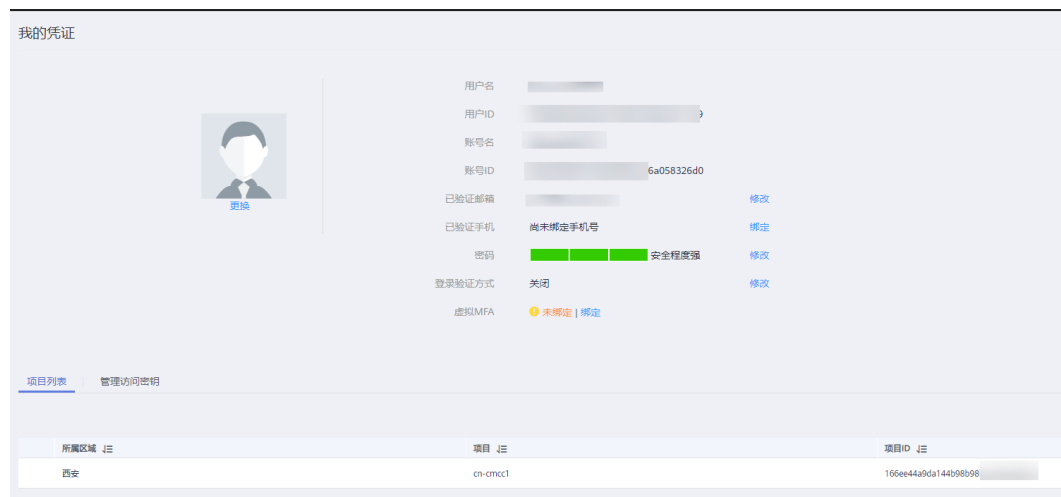 我的凭证
用户名
用户ID 9
账号名
账号ID 6a058326d0
更换
已验证邮箱 修改
已验证手机 尚未绑定手机号 绑定
密码 安全程度强 修改
登录验证方式 关闭 修改
虚拟MFA 未绑定 | 绑定
项目列表 管理访问密钥
所属区域 项目 项目ID
西安 cn-cmcc1 166ee44a9da144b98b98